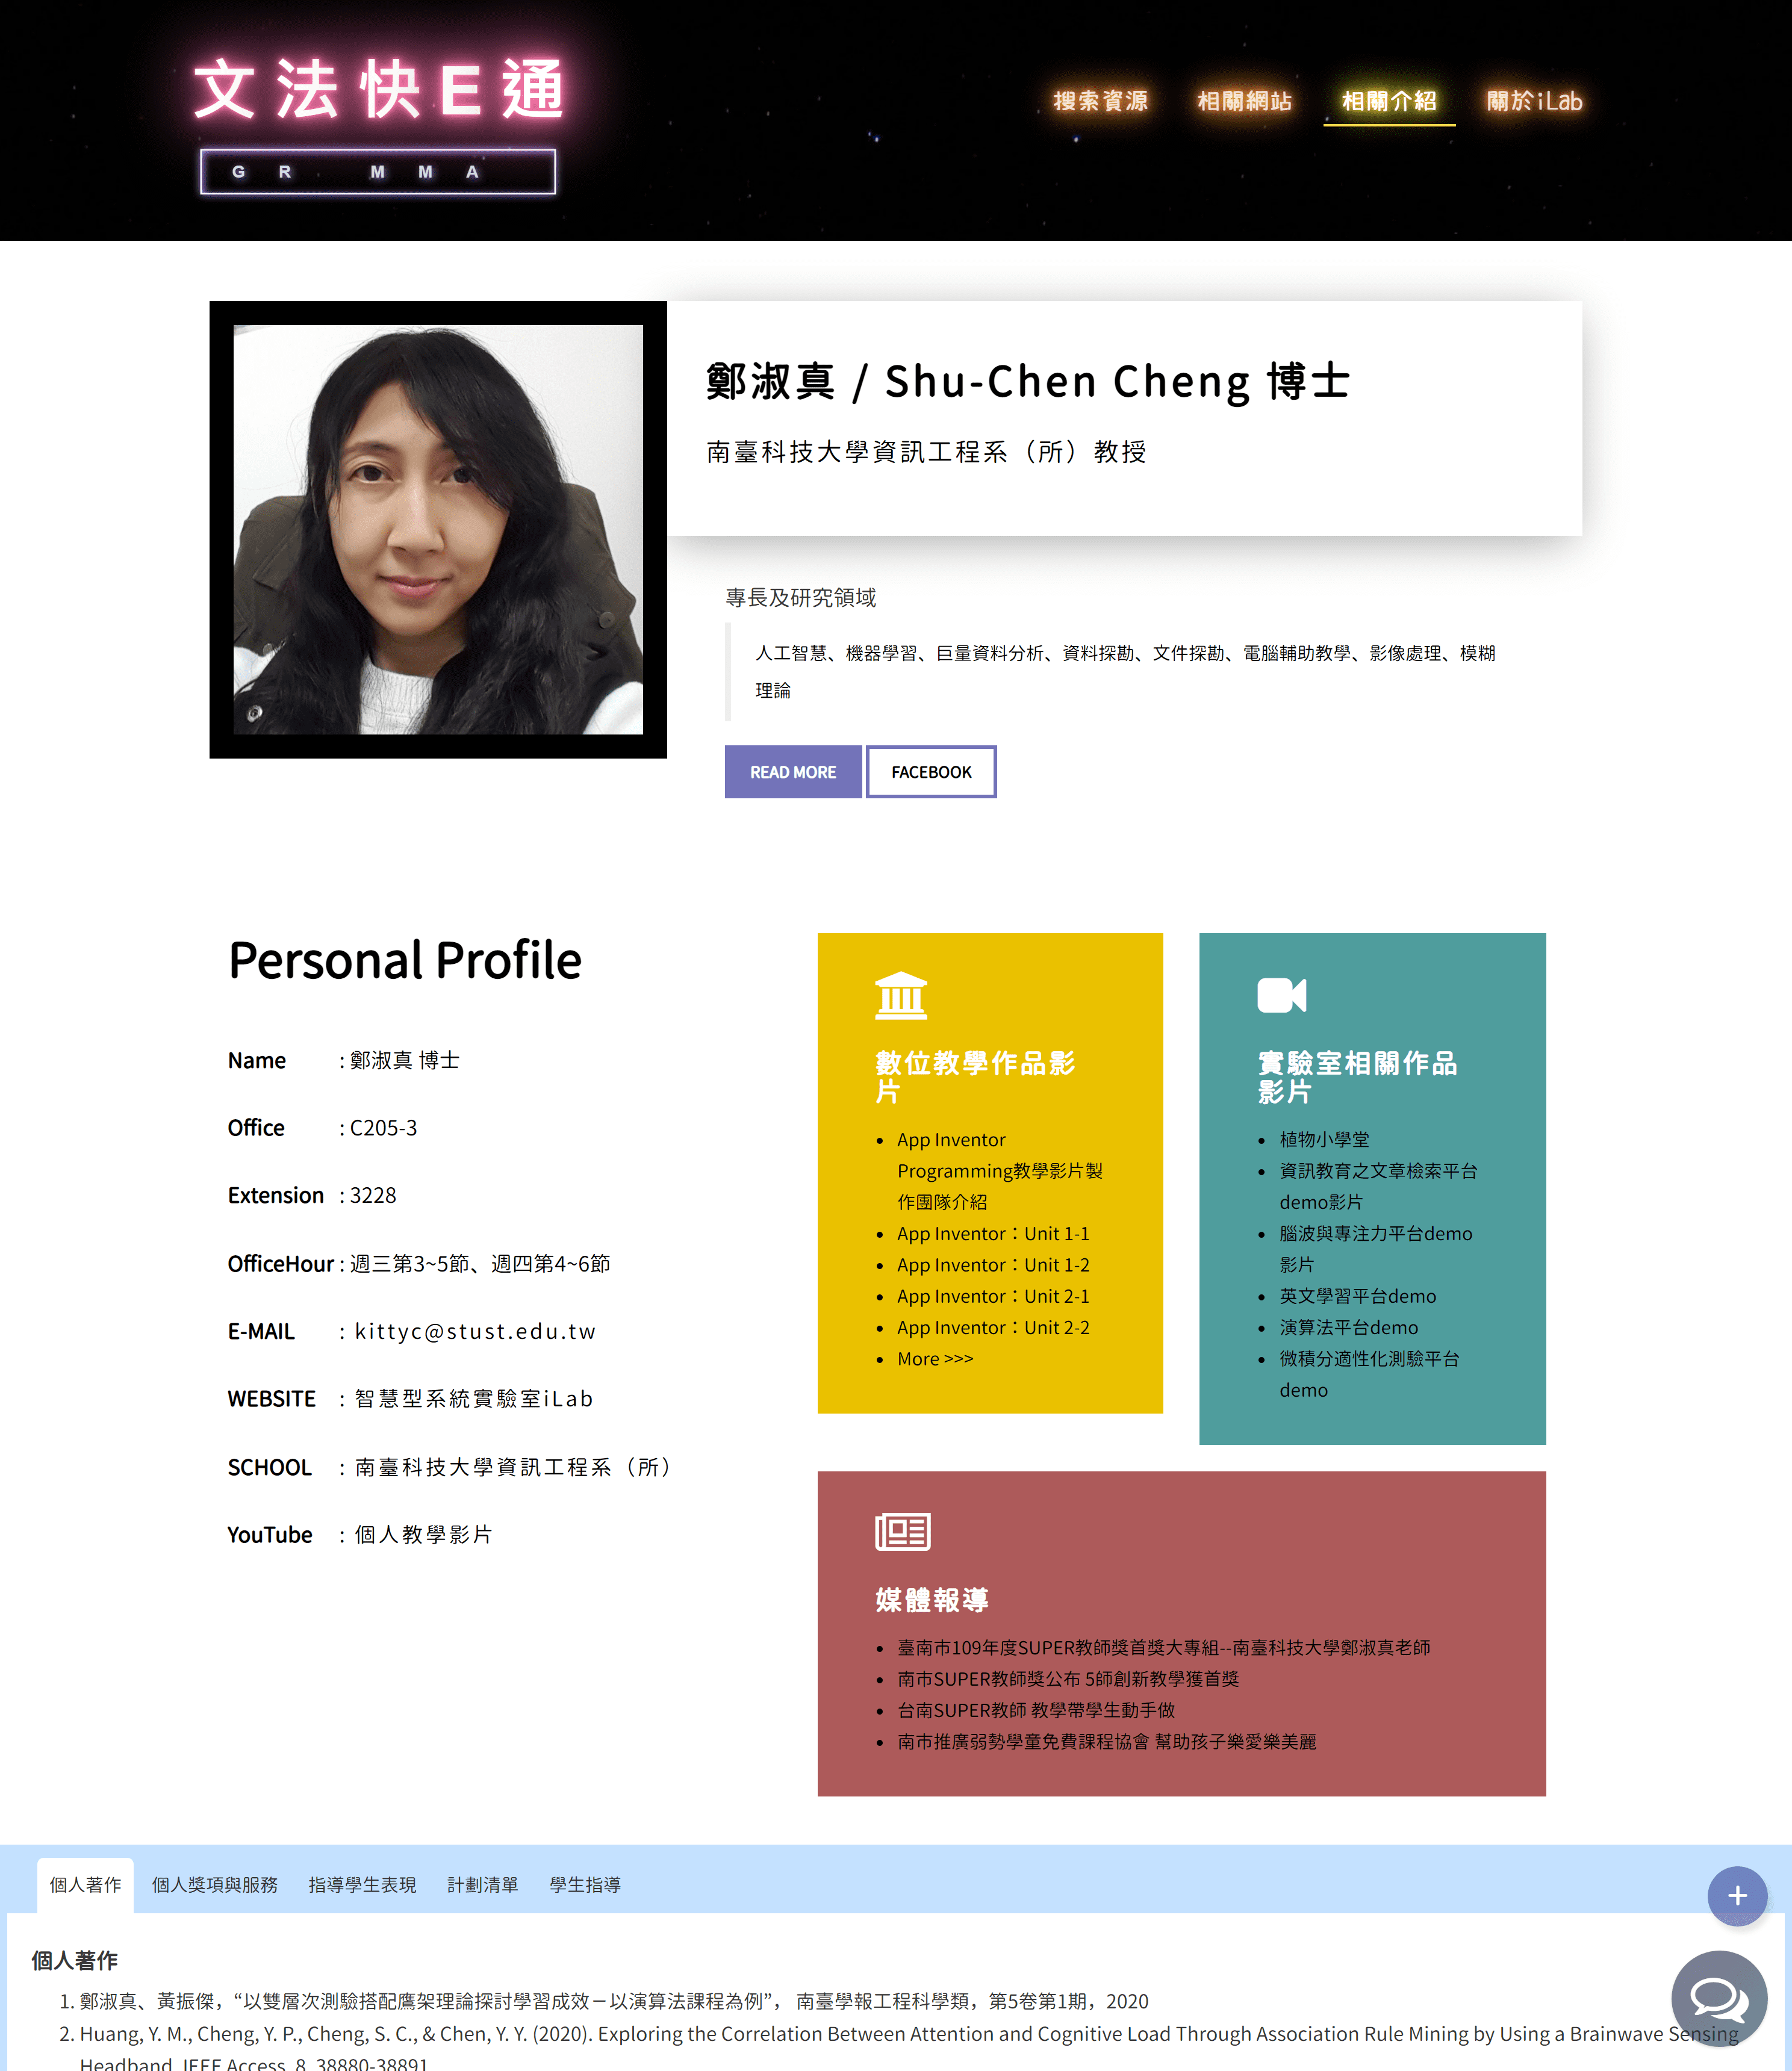 文法快E通
GR MMA
搜索資源 相關網站 相關介紹 關於iLab
鄭淑真 / Shu-Chen Cheng 博士
南臺科技大學資訊工程系（所）教授
專長及研究領域
人工智慧、機器學習、巨量資料分析、資料探勘、文件探勘、電腦輔助教學、影像處理、模糊
理論
READ MORE FACEBOOK
Personal Profile
Name : 鄭淑真 博士
Office : C205-3
Extension : 3228
OfficeHour : 週三第3~5節、週四第4~6節
E-MAIL : kittyc@stust.edu.tw
WEBSITE : 智慧型系統實驗室iLab
SCHOOL : 南臺科技大學資訊工程系（所）
YouTube : 個人教學影片
數位教學作品影
片
• App Inventor
Programming教學影片製
作團隊介紹
• App Inventor：Unit 1-1
• App Inventor：Unit 1-2
• App Inventor：Unit 2-1
• App Inventor：Unit 2-2
• More >>>
實驗室相關作品
影片
• 植物小學堂
• 資訊教育之文章檢索平台
demo影片
• 腦波與專注力平台demo
影片
• 英文學習平台demo
• 演算法平台demo
• 微積分適性化測驗平台
demo
媒體報導
• 臺南市109年度SUPER教師獎首獎大專組--南臺科技大學鄭淑真老師
• 南市SUPER教師獎公布 5師創新教學獲首獎
• 台南SUPER教師 教學帶學生動手做
• 南市推廣弱勢學童免費課程協會 幫助孩子樂愛樂美麗
個人著作 個人獎項與服務 指導學生表現 計劃清單 學生指導
個人著作
1. 鄭淑真、黃振傑，“以雙層次測驗搭配鷹架理論探討學習成效－以演算法課程為例”， 南臺學報工程科學類，第5卷第1期，2020
2. Huang, Y. M., Cheng, Y. P., Cheng, S. C., & Chen, Y. Y. (2020). Exploring the Correlation Between Attention and Cognitive Load Through Association Rule Mining by Using a Brainwave Sensing
Headband. IEEE Access, 8, 38880-38891.